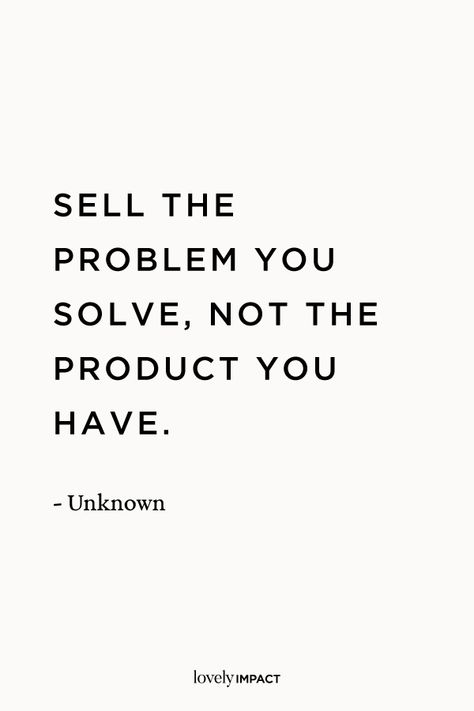 SELL THE
PROBLEM YOU
SOLVE, NOT THE
PRODUCT YOU
HAVE.
- Unknown
lovely IMPACT